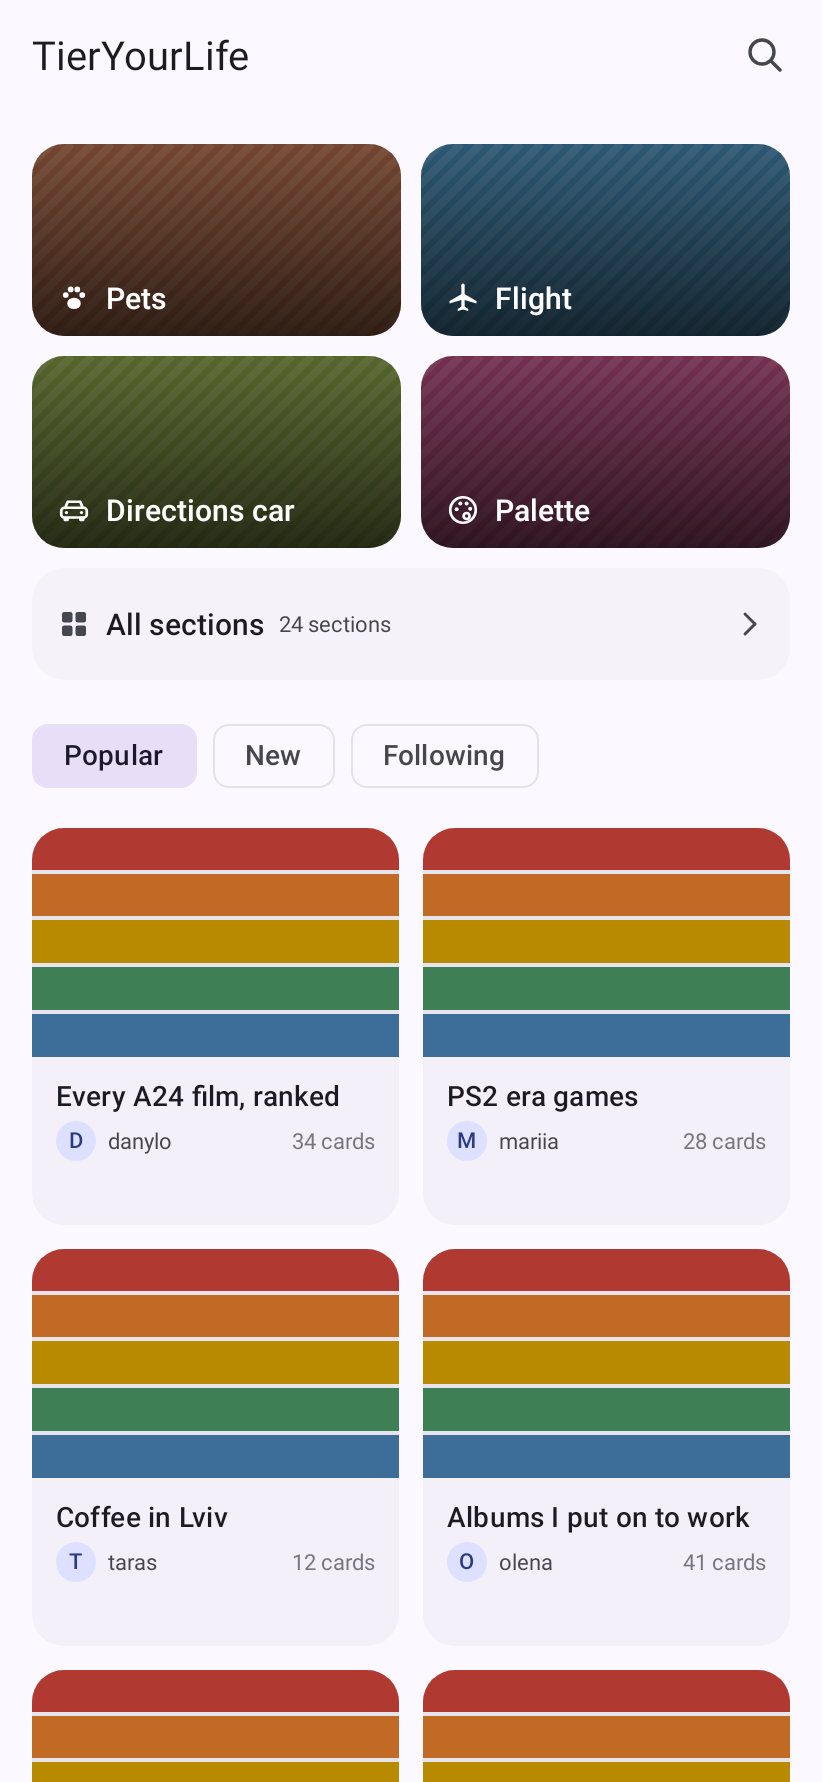 TierYourLife
Pets
Flight
Directions car
Palette
All sections 24 sections
Popular New Following
Every A24 film, ranked
D danylo 34 cards
PS2 era games
M mariia 28 cards
Coffee in Lviv
T taras 12 cards
Albums I put on to work
O olena 41 cards